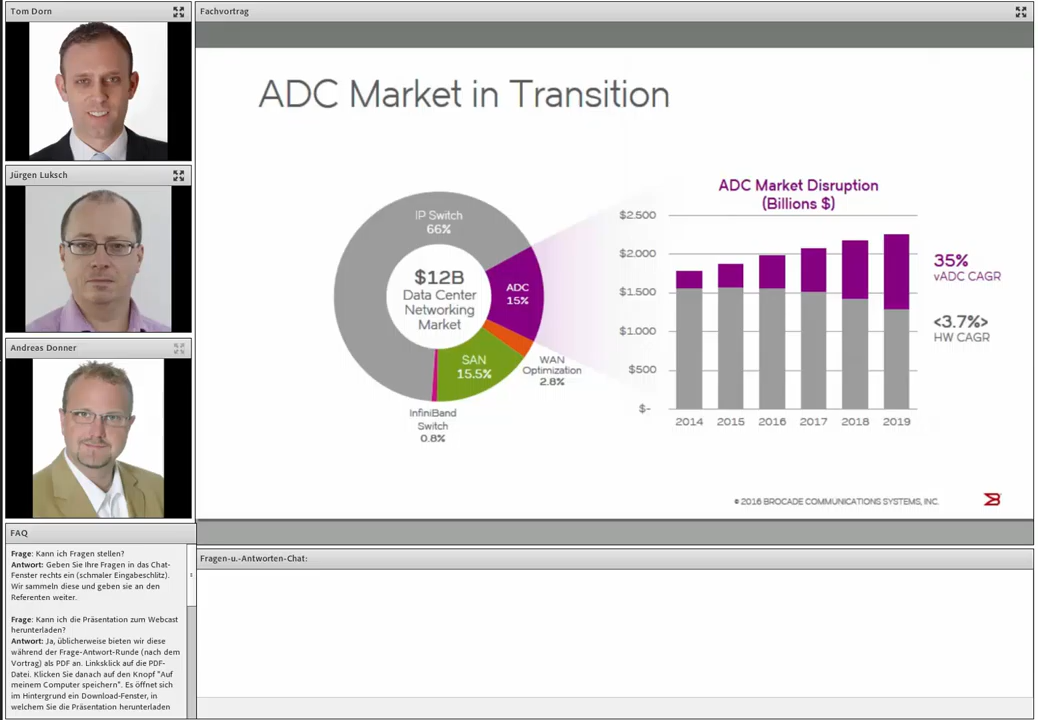 Tom Dorn
Jürgen Luksch
Andreas Donner
FAQ
Frage: Kann ich Fragen stellen?
Antwort: Geben Sie Ihre Fragen in das Chat-
Fenster rechts ein (schmaler Eingabeschlitz).
Wir sammeln diese und geben sie an den
Referenten weiter.
Frage: Kann ich die Präsentation zum Webcast
herunterladen?
Antwort: Ja, üblicherweise bieten wir diese
während der Frage-Antwort-Runde (nach dem
Vortrag) als PDF an. Linksklick auf die PDF-
Datei. Klicken Sie danach auf den Knopf "Auf
meinem Computer speichern". Es öffnet sich
im Hintergrund ein Download-Fenster, in
welchem Sie die Präsentation herunterladen
Fachvortrag
ADC Market in Transition
IP Switch
66%
$12B
Data Center
Networking
Market
ADC
15%
SAN
15.5%
WAN
Optimization
2.8%
InfiniBand
Switch
0.8%
ADC Market Disruption
(Billions $)
$2.500
$2.000
$1.500
$1.000
$500
$-
2014 2015 2016 2017 2018 2019
35%
vADC CAGR
<3.7%>
HW CAGR
© 2016 BROCADE COMMUNICATIONS SYSTEMS, INC.
Fragen-u.-Antworten-Chat: